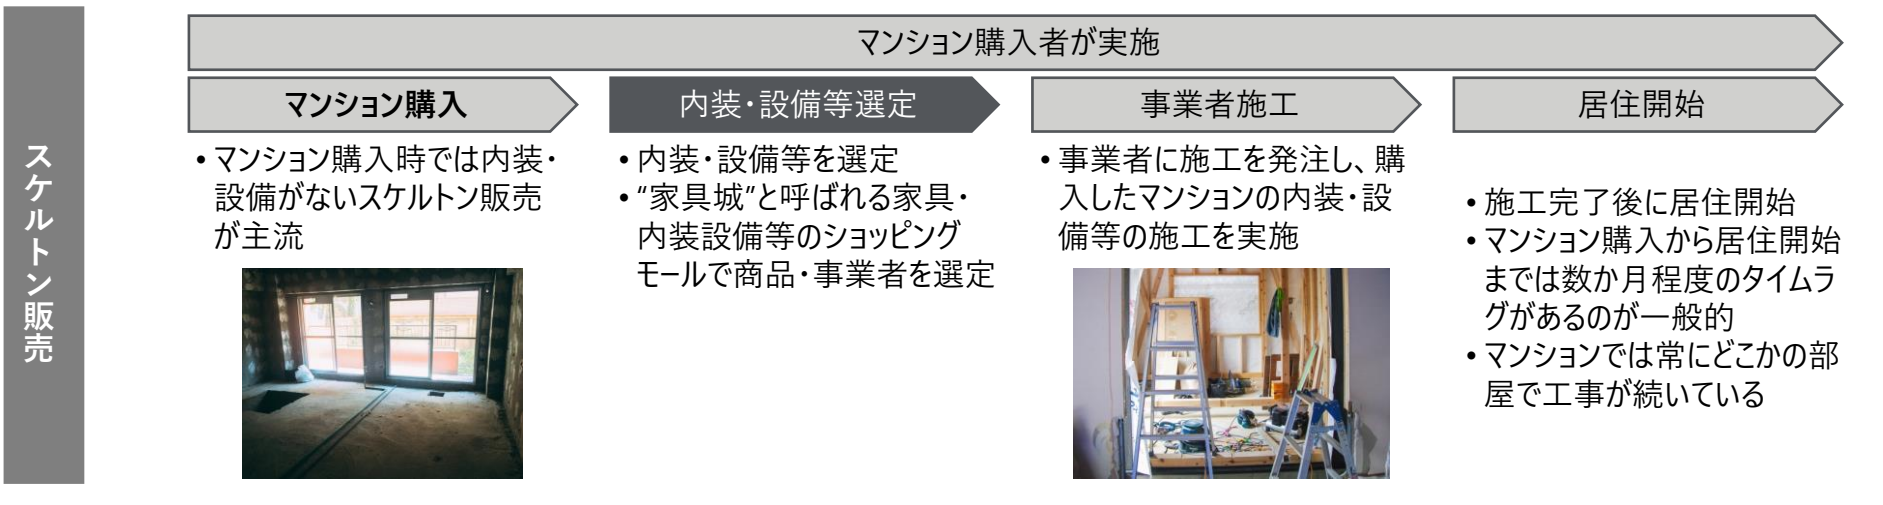 スケルトン販売
マンション購入者が実施
マンション購入
内装・設備等選定
事業者施工
居住開始
• マンション購入時では内装・
設備がないスケルトン販売
が主流
• 内装・設備等を選定
• “家具城”と呼ばれる家具・
内装設備等のショッピング
モールで商品・事業者を選定
• 事業者に施工を発注し、購
入したマンションの内装・設
備等の施工を実施
• 施工完了後に居住開始
• マンション購入から居住開始
までは数か月程度のタイムラ
グがあるのが一般的
• マンションでは常にどこかの部
屋で工事が続いている